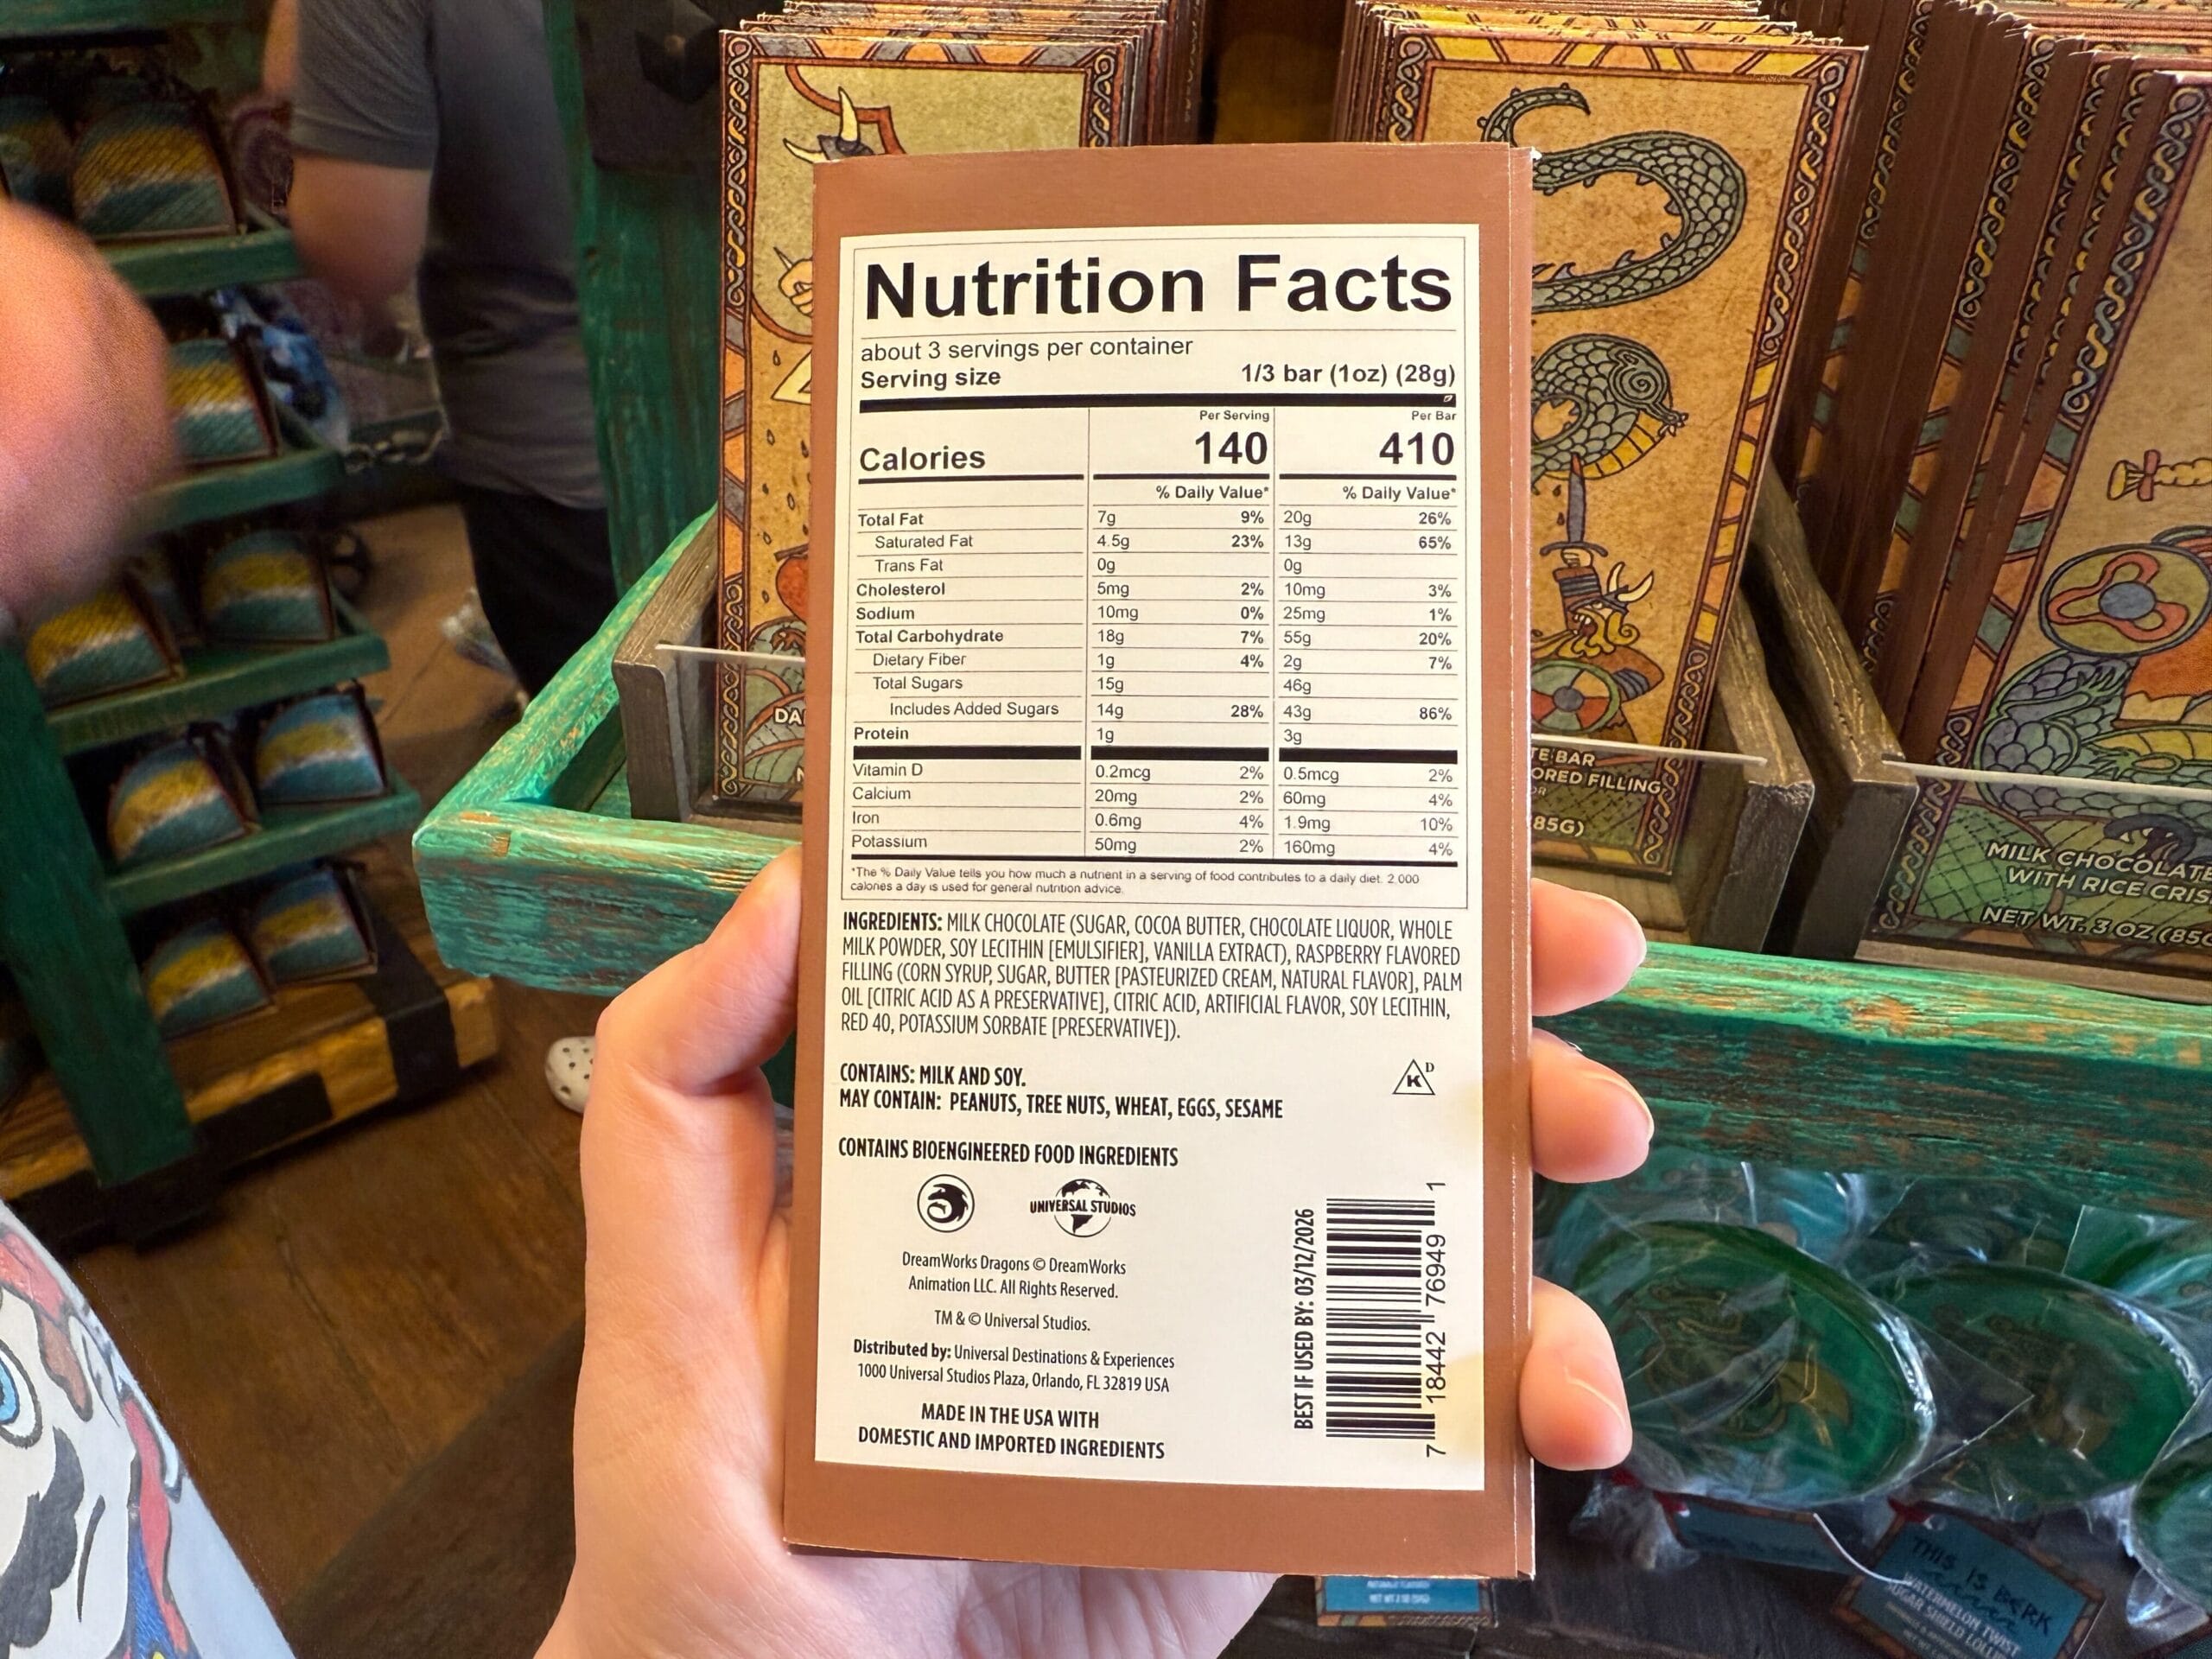 Nutrition Facts
about 3 servings per container
Serving size 1/3 bar (1oz) (28g)
Per Serving Per Bar
Calories 140 410
% Daily Value* % Daily Value*
Total Fat 7g 9% 20g 26%
Saturated Fat 4.5g 23% 13g 65%
Trans Fat 0g 0g
Cholesterol 5mg 2% 10mg 3%
Sodium 10mg 0% 25mg 1%
Total Carbohydrate 18g 7% 55g 20%
Dietary Fiber 1g 4% 2g 7%
Total Sugars 15g 46g
Includes Added Sugars 14g 28% 43g 86%
Protein 1g 3g
Vitamin D 0.2mcg 2% 0.5mcg 2%
Calcium 20mg 2% 60mg 4%
Iron 0.6mg 4% 1.9mg 10%
Potassium 50mg 2% 160mg 4%
*The % Daily Value tells you how much a nutrient in a serving of food contributes to a daily diet. 2,000
calories a day is used for general nutrition advice.
INGREDIENTS: MILK CHOCOLATE (SUGAR, COCOA BUTTER, CHOCOLATE LIQUOR, WHOLE
MILK POWDER, SOY LECITHIN [EMULSIFIER], VANILLA EXTRACT), RASPBERRY FLAVORED
FILLING (CORN SYRUP, SUGAR, BUTTER [PASTEURIZED CREAM, NATURAL FLAVOR], PALM
OIL [CITRIC ACID AS A PRESERVATIVE], CITRIC ACID, ARTIFICIAL FLAVOR, SOY LECITHIN,
RED 40, POTASSIUM SORBATE [PRESERVATIVE]).
CONTAINS: MILK AND SOY.
MAY CONTAIN: PEANUTS, TREE NUTS, WHEAT, EGGS, SESAME
K D
CONTAINS BIOENGINEERED FOOD INGREDIENTS
UNIVERSAL STUDIOS
DreamWorks Dragons © DreamWorks
Animation LLC. All Rights Reserved.
TM & © Universal Studios.
Distributed by: Universal Destinations & Experiences
1000 Universal Studios Plaza, Orlando, FL 32819 USA
MADE IN THE USA WITH
DOMESTIC AND IMPORTED INGREDIENTS
BEST IF USED BY: 03/12/2026
7 18442 76949 1
BAR
FILLING
85G)
MILK CHOCOLATE
WITH RICE
NET WT. 3 OZ
THIS IS BERK
WATERMELON TWIST
SUGAR SHIELD